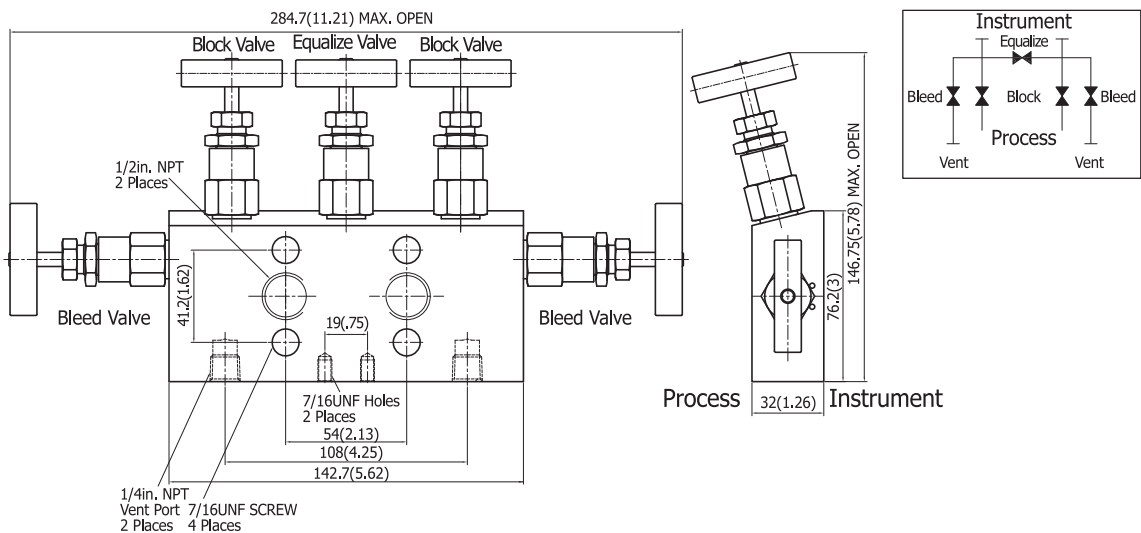 284.7(11.21) MAX. OPEN
Block Valve
Equalize Valve
Block Valve
1/2in. NPT
2 Places
41.2(1.62)
Bleed Valve
Bleed Valve
19(.75)
7/16UNF Holes
2 Places
54(2.13)
108(4.25)
142.7(5.62)
1/4in. NPT
Vent Port
2 Places
7/16UNF SCREW
4 Places
146.75(5.78) MAX. OPEN
76.2(3)
Process
32(1.26)
Instrument
Instrument
Equalize
Bleed
Block
Bleed
Process
Vent
Vent